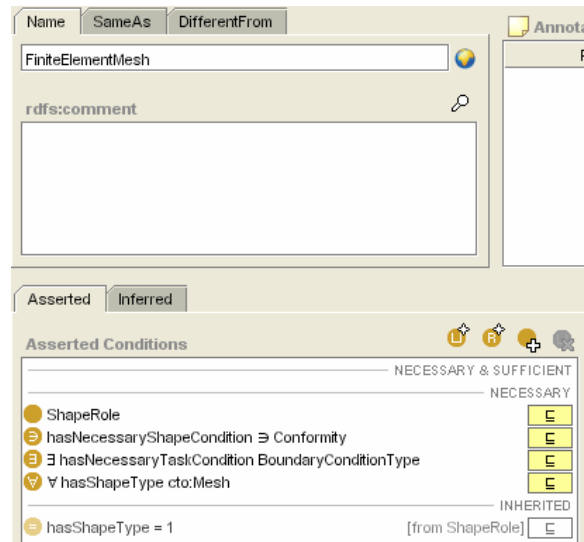 Name SameAs DifferentFrom
Annota
FiniteElementMesh
rdfs:comment
Asserted Inferred
Asserted Conditions
NECESSARY & SUFFICIENT
NECESSARY
ShapeRole ⊑
∋ hasNecessaryShapeCondition ∋ Conformity ⊑
∃ ∃ hasNecessaryTaskCondition BoundaryConditionType ⊑
∀ ∀ hasShapeType cto:Mesh ⊑
INHERITED
= hasShapeType = 1 [from ShapeRole] ⊑